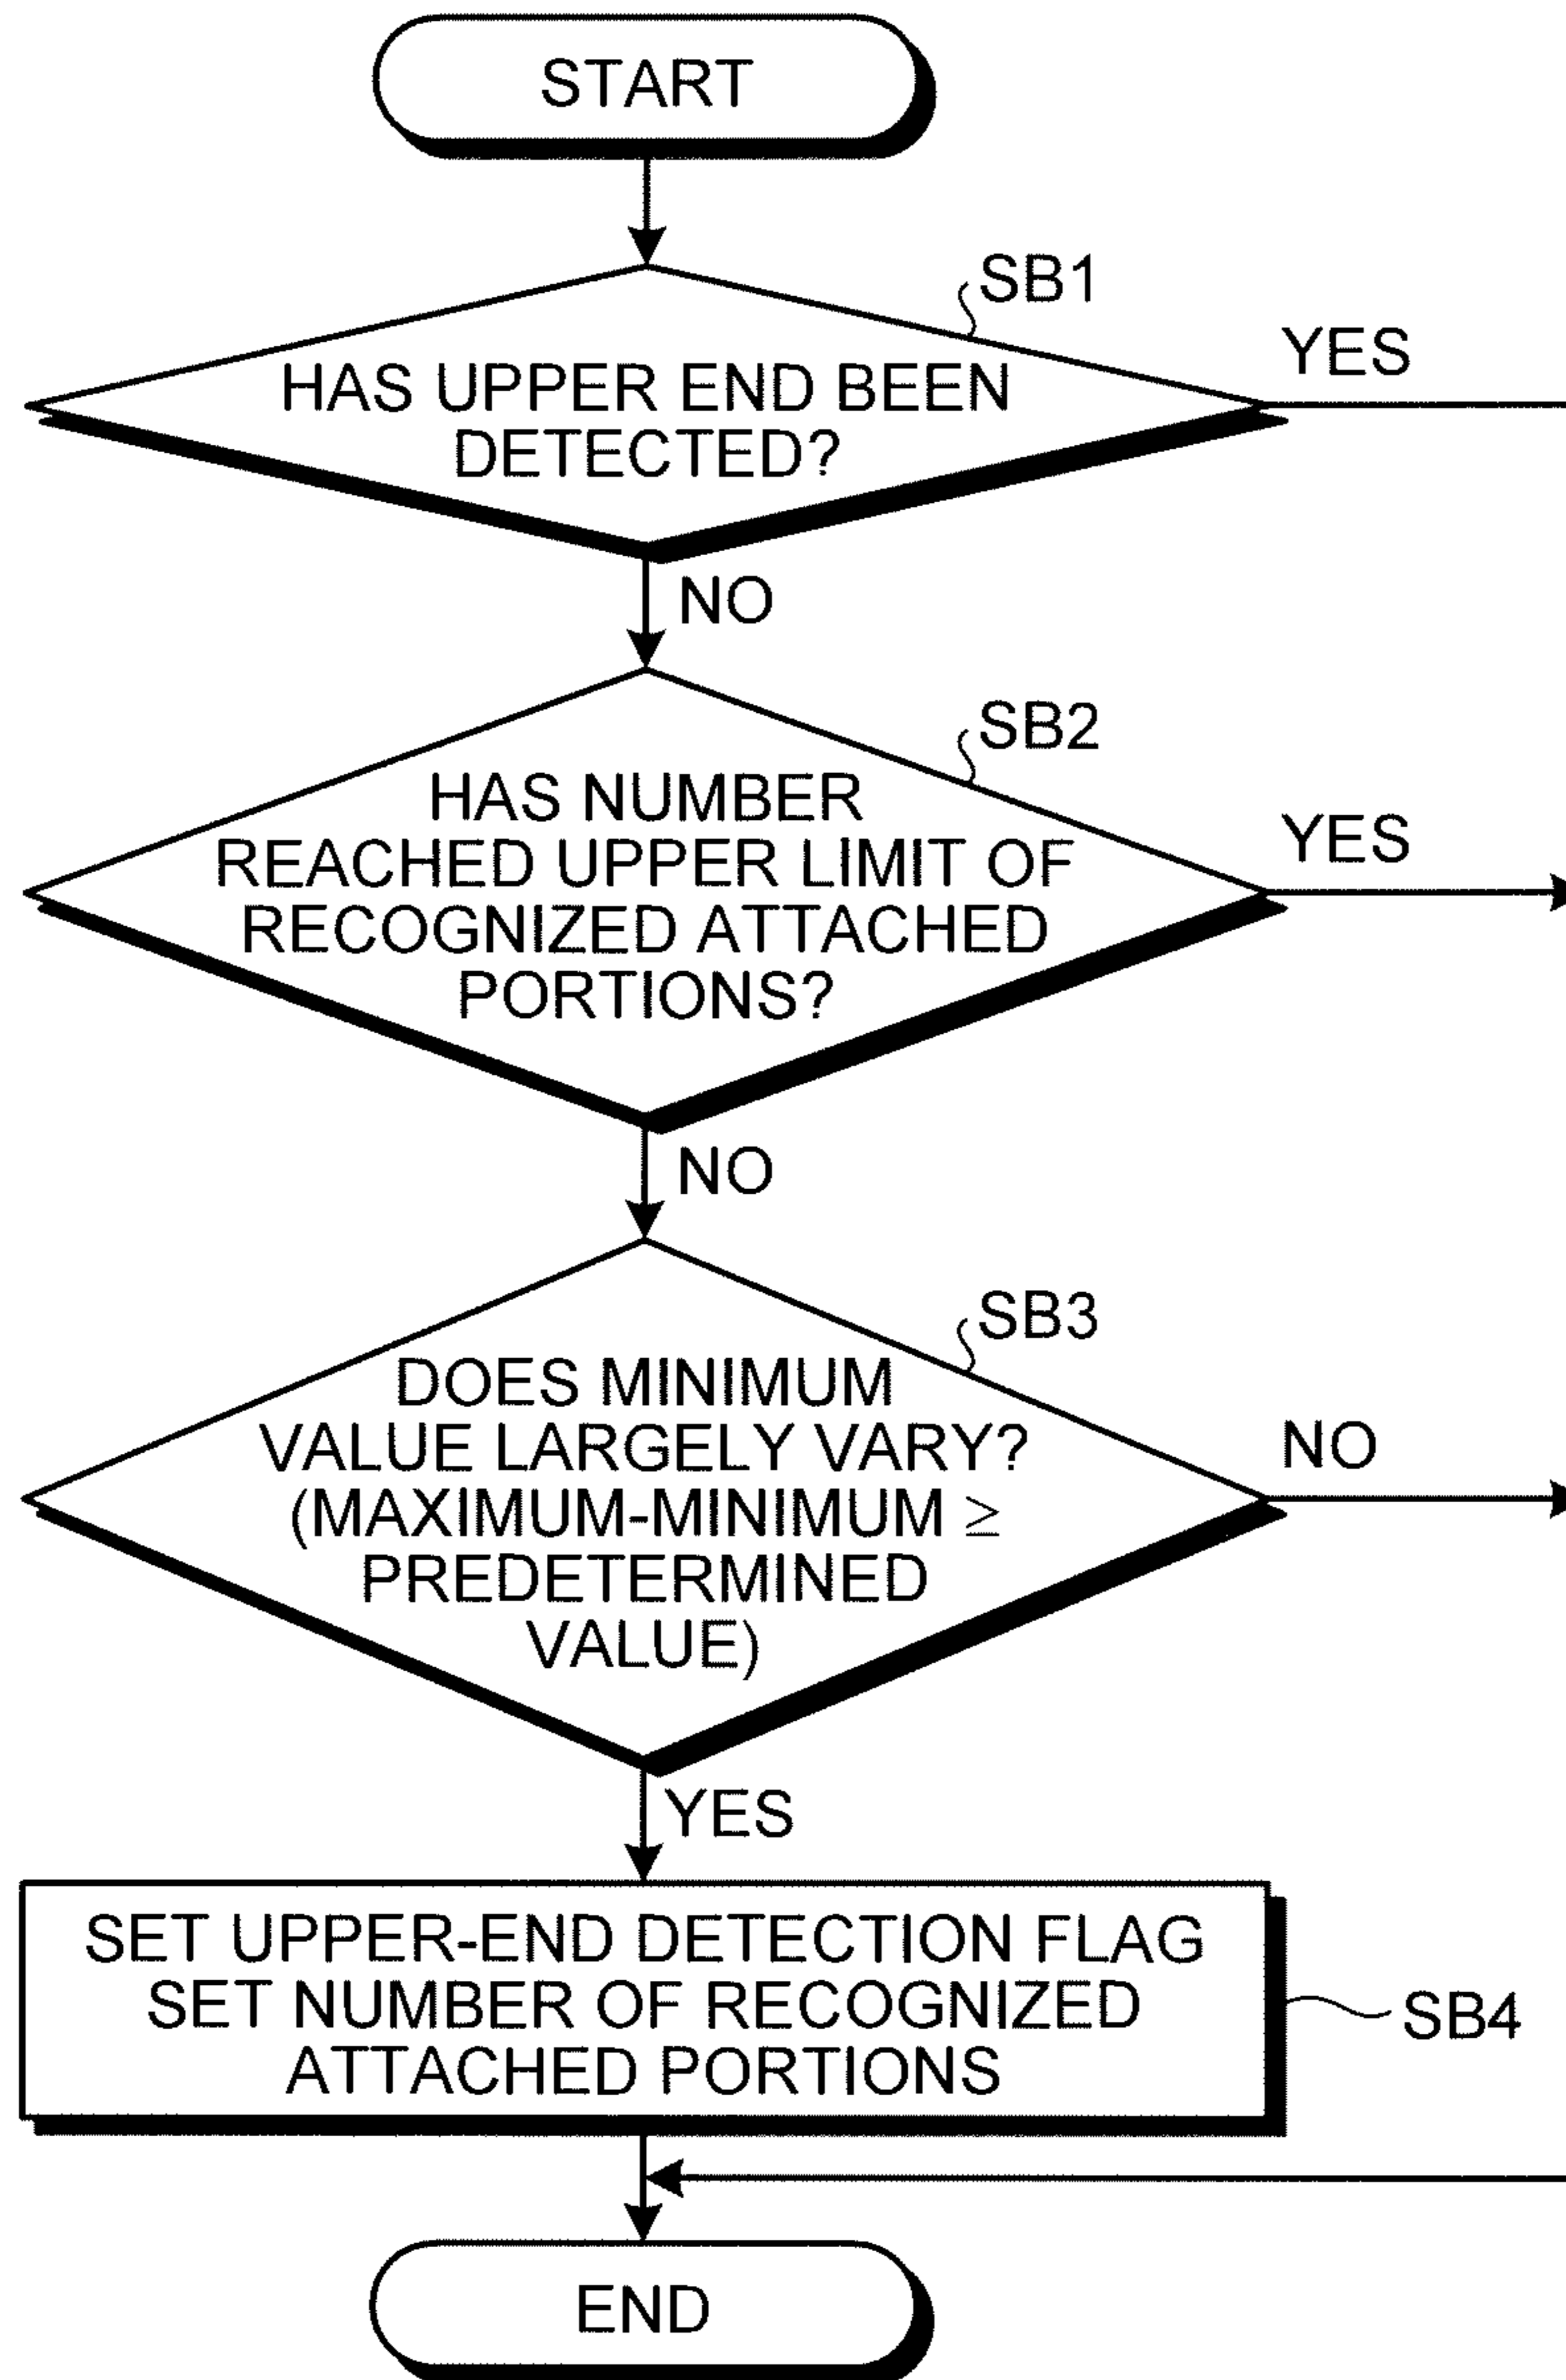 START
SB1
YES
HAS UPPER END BEEN
DETECTED?
NO
SB2
YES
HAS NUMBER
REACHED UPPER LIMIT OF
RECOGNIZED ATTACHED
PORTIONS?
NO
SB3
DOES MINIMUM
VALUE LARGELY VARY?
NO
(MAXIMUM-MINIMUM ≥
PREDETERMINED
VALUE)
YES
SET UPPER-END DETECTION FLAG
SET NUMBER OF RECOGNIZED
ATTACHED PORTIONS
SB4
END